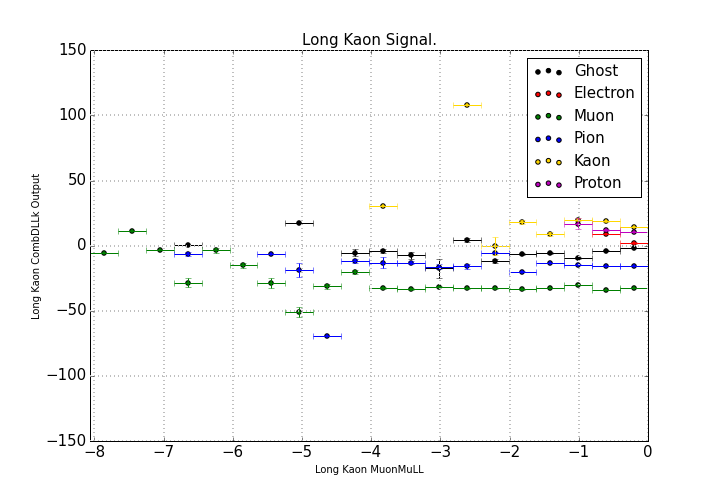 Long Kaon Signal.
150
100
50
0
−50
−100
−150
Long Kaon CombDLLk Output
Ghost
Electron
Muon
Pion
Kaon
Proton
−8 −7 −6 −5 −4 −3 −2 −1 0
Long Kaon MuonMuLL